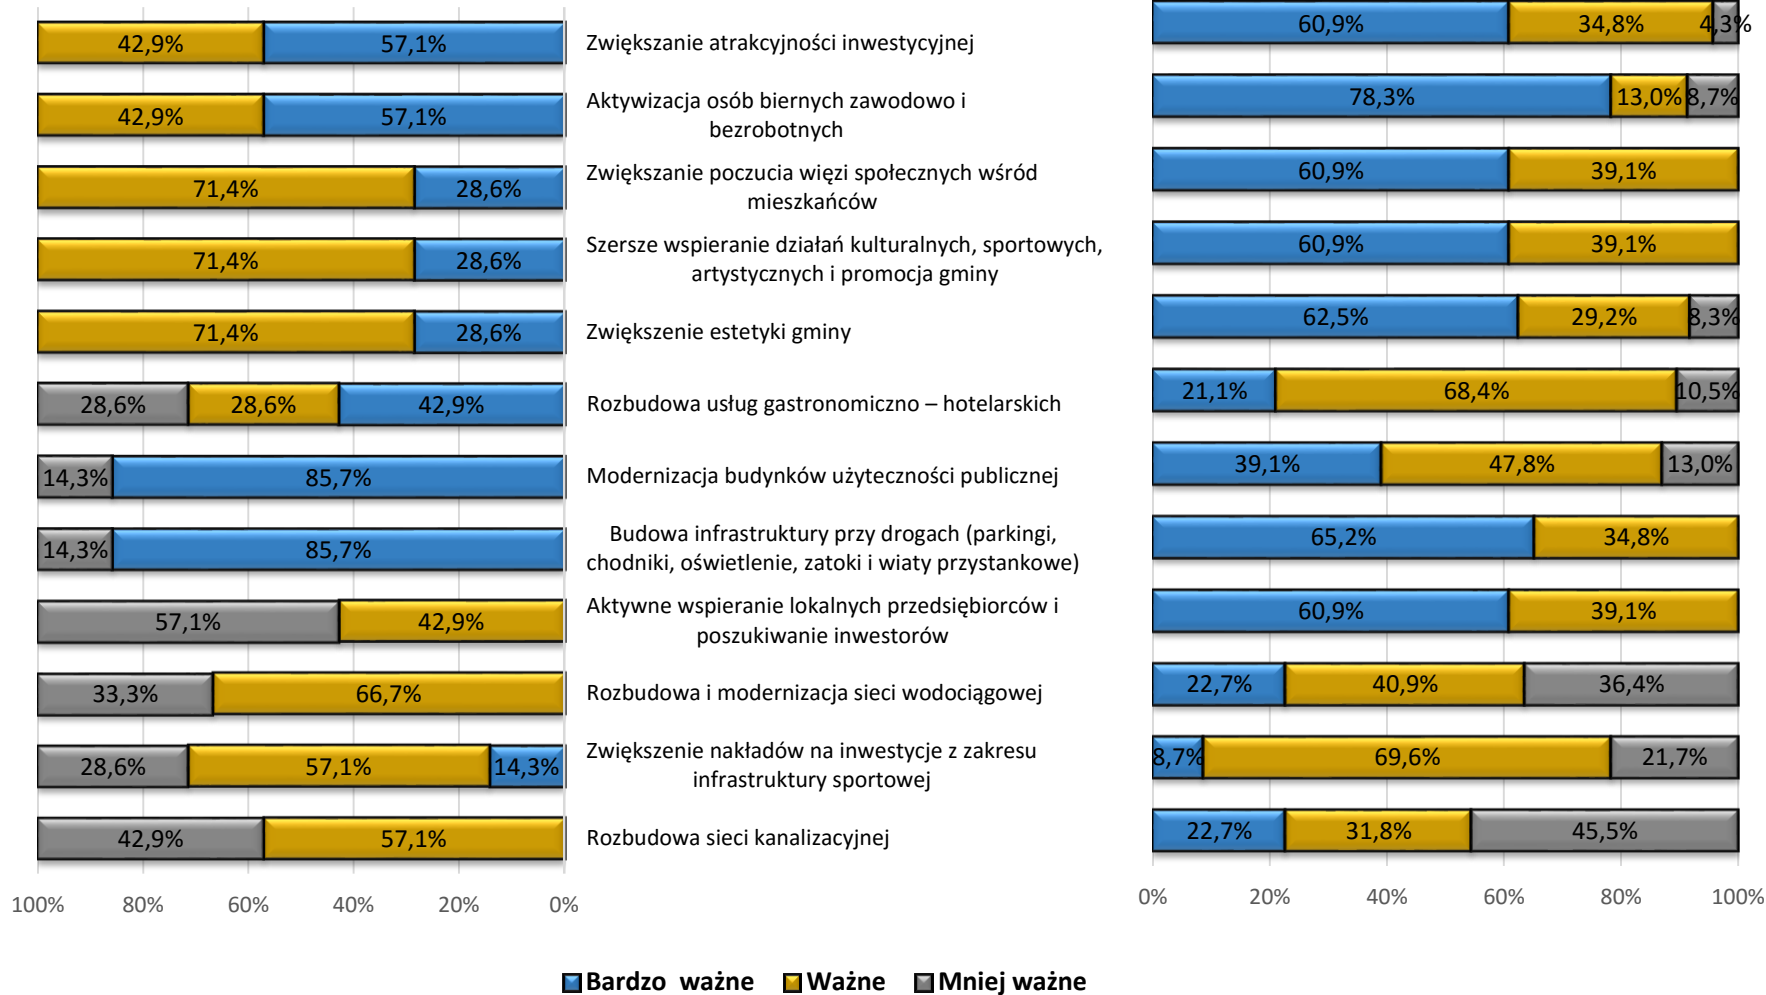 42,9% 57,1% Zwiększanie atrakcyjności inwestycyjnej 60,9% 34,8% 4,3%
42,9% 57,1% Aktywizacja osób biernych zawodowo i
bezrobotnych 78,3% 13,0% 8,7%
71,4% 28,6% Zwiększanie poczucia więzi społecznych wśród
mieszkańców 60,9% 39,1%
71,4% 28,6% Szersze wspieranie działań kulturalnych, sportowych,
artystycznych i promocja gminy 60,9% 39,1%
71,4% 28,6% Zwiększenie estetyki gminy 62,5% 29,2% 8,3%
28,6% 28,6% 42,9% Rozbudowa usług gastronomiczno – hotelarskich 21,1% 68,4% 10,5%
14,3% 85,7% Modernizacja budynków użyteczności publicznej 39,1% 47,8% 13,0%
14,3% 85,7% Budowa infrastruktury przy drogach (parkingi,
chodniki, oświetlenie, zatoki i wiaty przystankowe) 65,2% 34,8%
57,1% 42,9% Aktywne wspieranie lokalnych przedsiębiorców i
poszukiwanie inwestorów 60,9% 39,1%
33,3% 66,7% Rozbudowa i modernizacja sieci wodociągowej 22,7% 40,9% 36,4%
28,6% 57,1% 14,3% Zwiększenie nakładów na inwestycje z zakresu
infrastruktury sportowej 8,7% 69,6% 21,7%
42,9% 57,1% Rozbudowa sieci kanalizacyjnej 22,7% 31,8% 45,5%
100% 80% 60% 40% 20% 0% 0% 20% 40% 60% 80% 100%
Bardzo ważne Ważne Mniej ważne